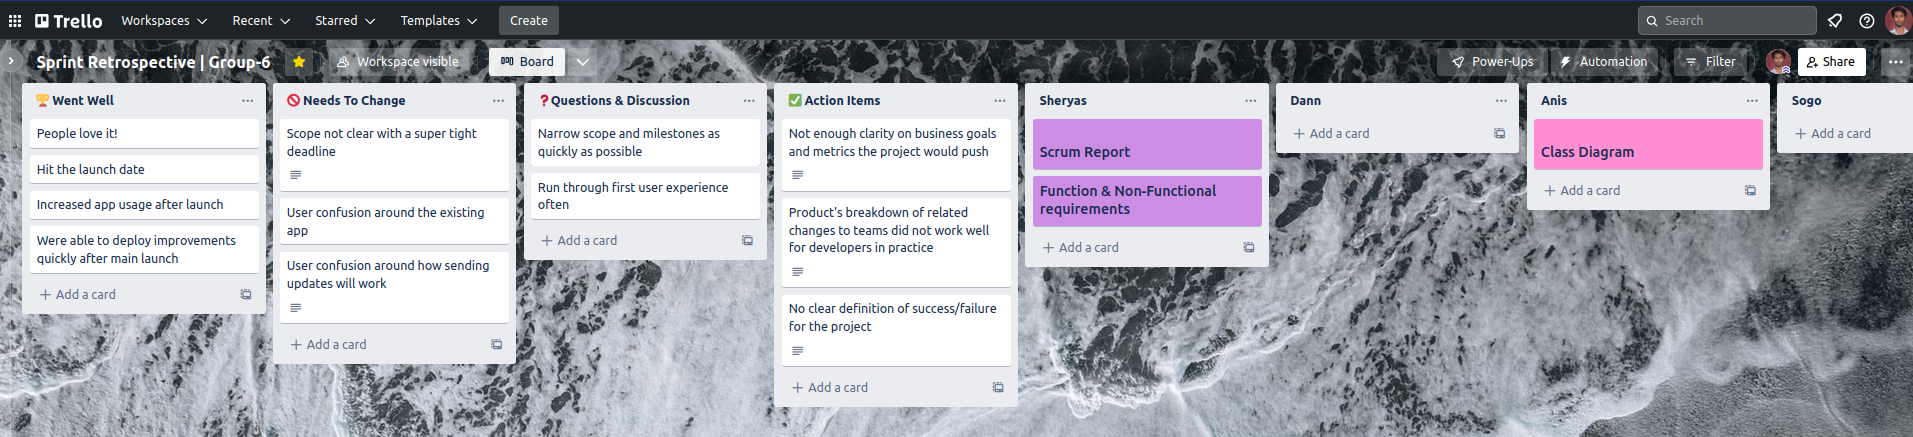 Trello
Workspaces
Recent
Starred
Templates
Create
Search
Sprint Retrospective | Group-6
Workspace visible
Board
Power-Ups
Automation
Filter
Share
Went Well
People love it!
Hit the launch date
Increased app usage after launch
Were able to deploy improvements
quickly after main launch
+ Add a card
Needs To Change
Scope not clear with a super tight
deadline
User confusion around the existing
app
User confusion around how sending
updates will work
+ Add a card
❓Questions & Discussion
Narrow scope and milestones as
quickly as possible
Run through first user experience
often
+ Add a card
Action Items
Not enough clarity on business goals
and metrics the project would push
Product's breakdown of related
changes to teams did not work well
for developers in practice
No clear definition of success/failure
for the project
+ Add a card
Sheryas
Scrum Report
Function & Non-Functional
requirements
+ Add a card
Dann
+ Add a card
Anis
Class Diagram
+ Add a card
Sogo
+ Add a card